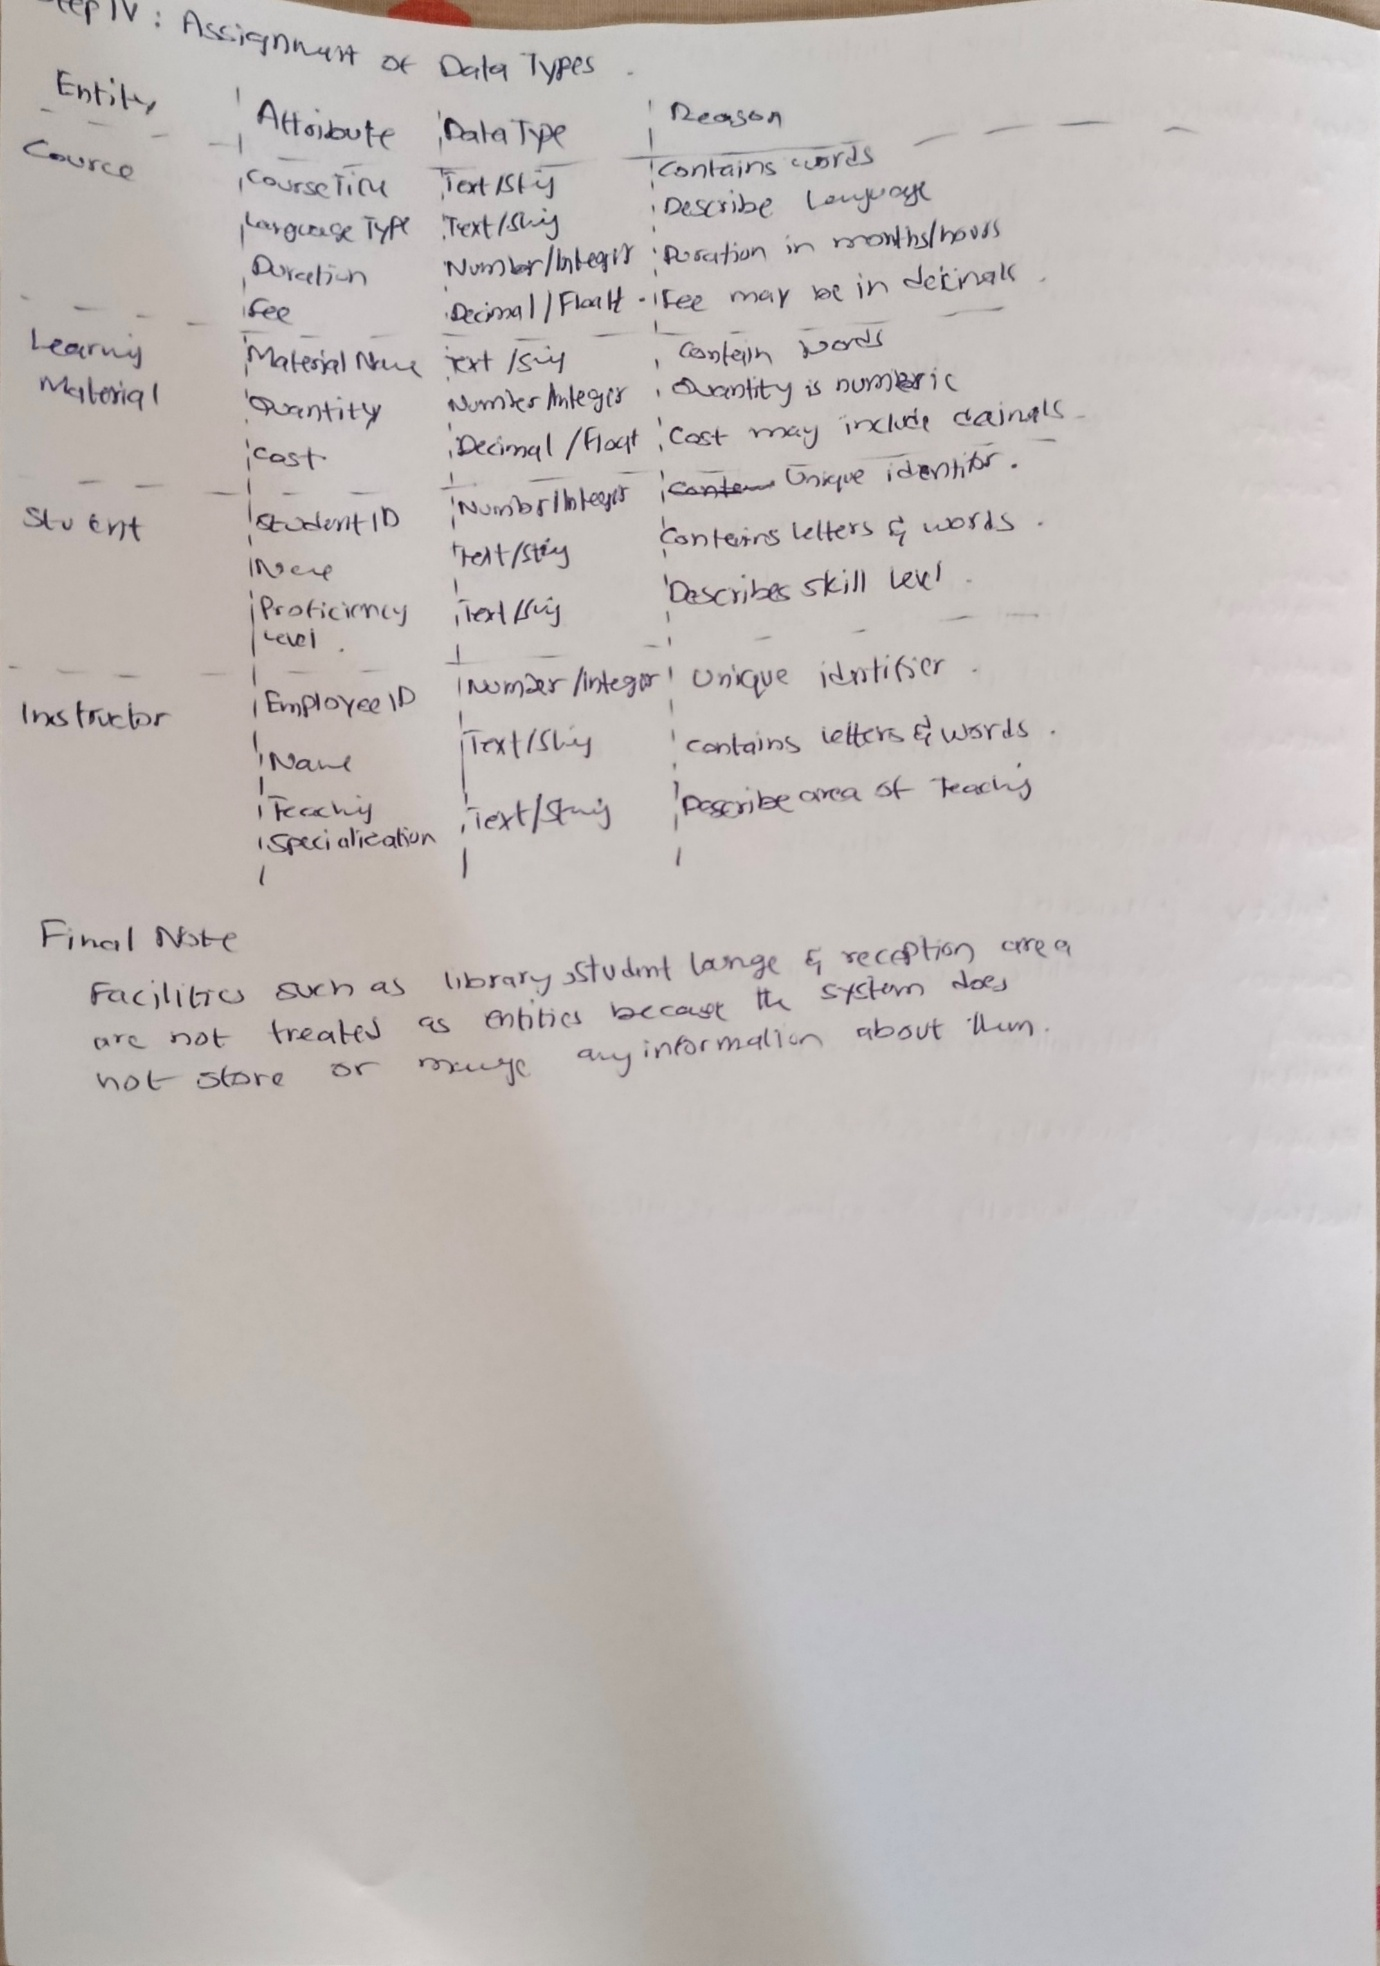 Step IV : Assignment of Data Types .
Entity Attribute Data Type Reason
Cource Course Title Text/String Contains words
Language Type Text/String Describe Language
Duration Number/Integer Duration in months/hours
Fee Decimal/Float Fee may be in decimals .
Learning Material Name Text/String Contain words
Material Quantity Number/Integer Quantity is numeric
Cost Decimal/Float Cost may include decimals
Student Student ID Number/Integer Unique identifier .
Name Text/String Contains letters & words .
Proficiency Text/String Describes skill level .
Level .
Instructor Employee ID Number/Integer Unique identifier .
Name Text/String contains letters & words .
Teaching Text/String Describe area of Teaching
Specialization
Final Note
Facilities such as library, student lounge & reception area
are not treated as entities because the system does
not store or manage any information about them.